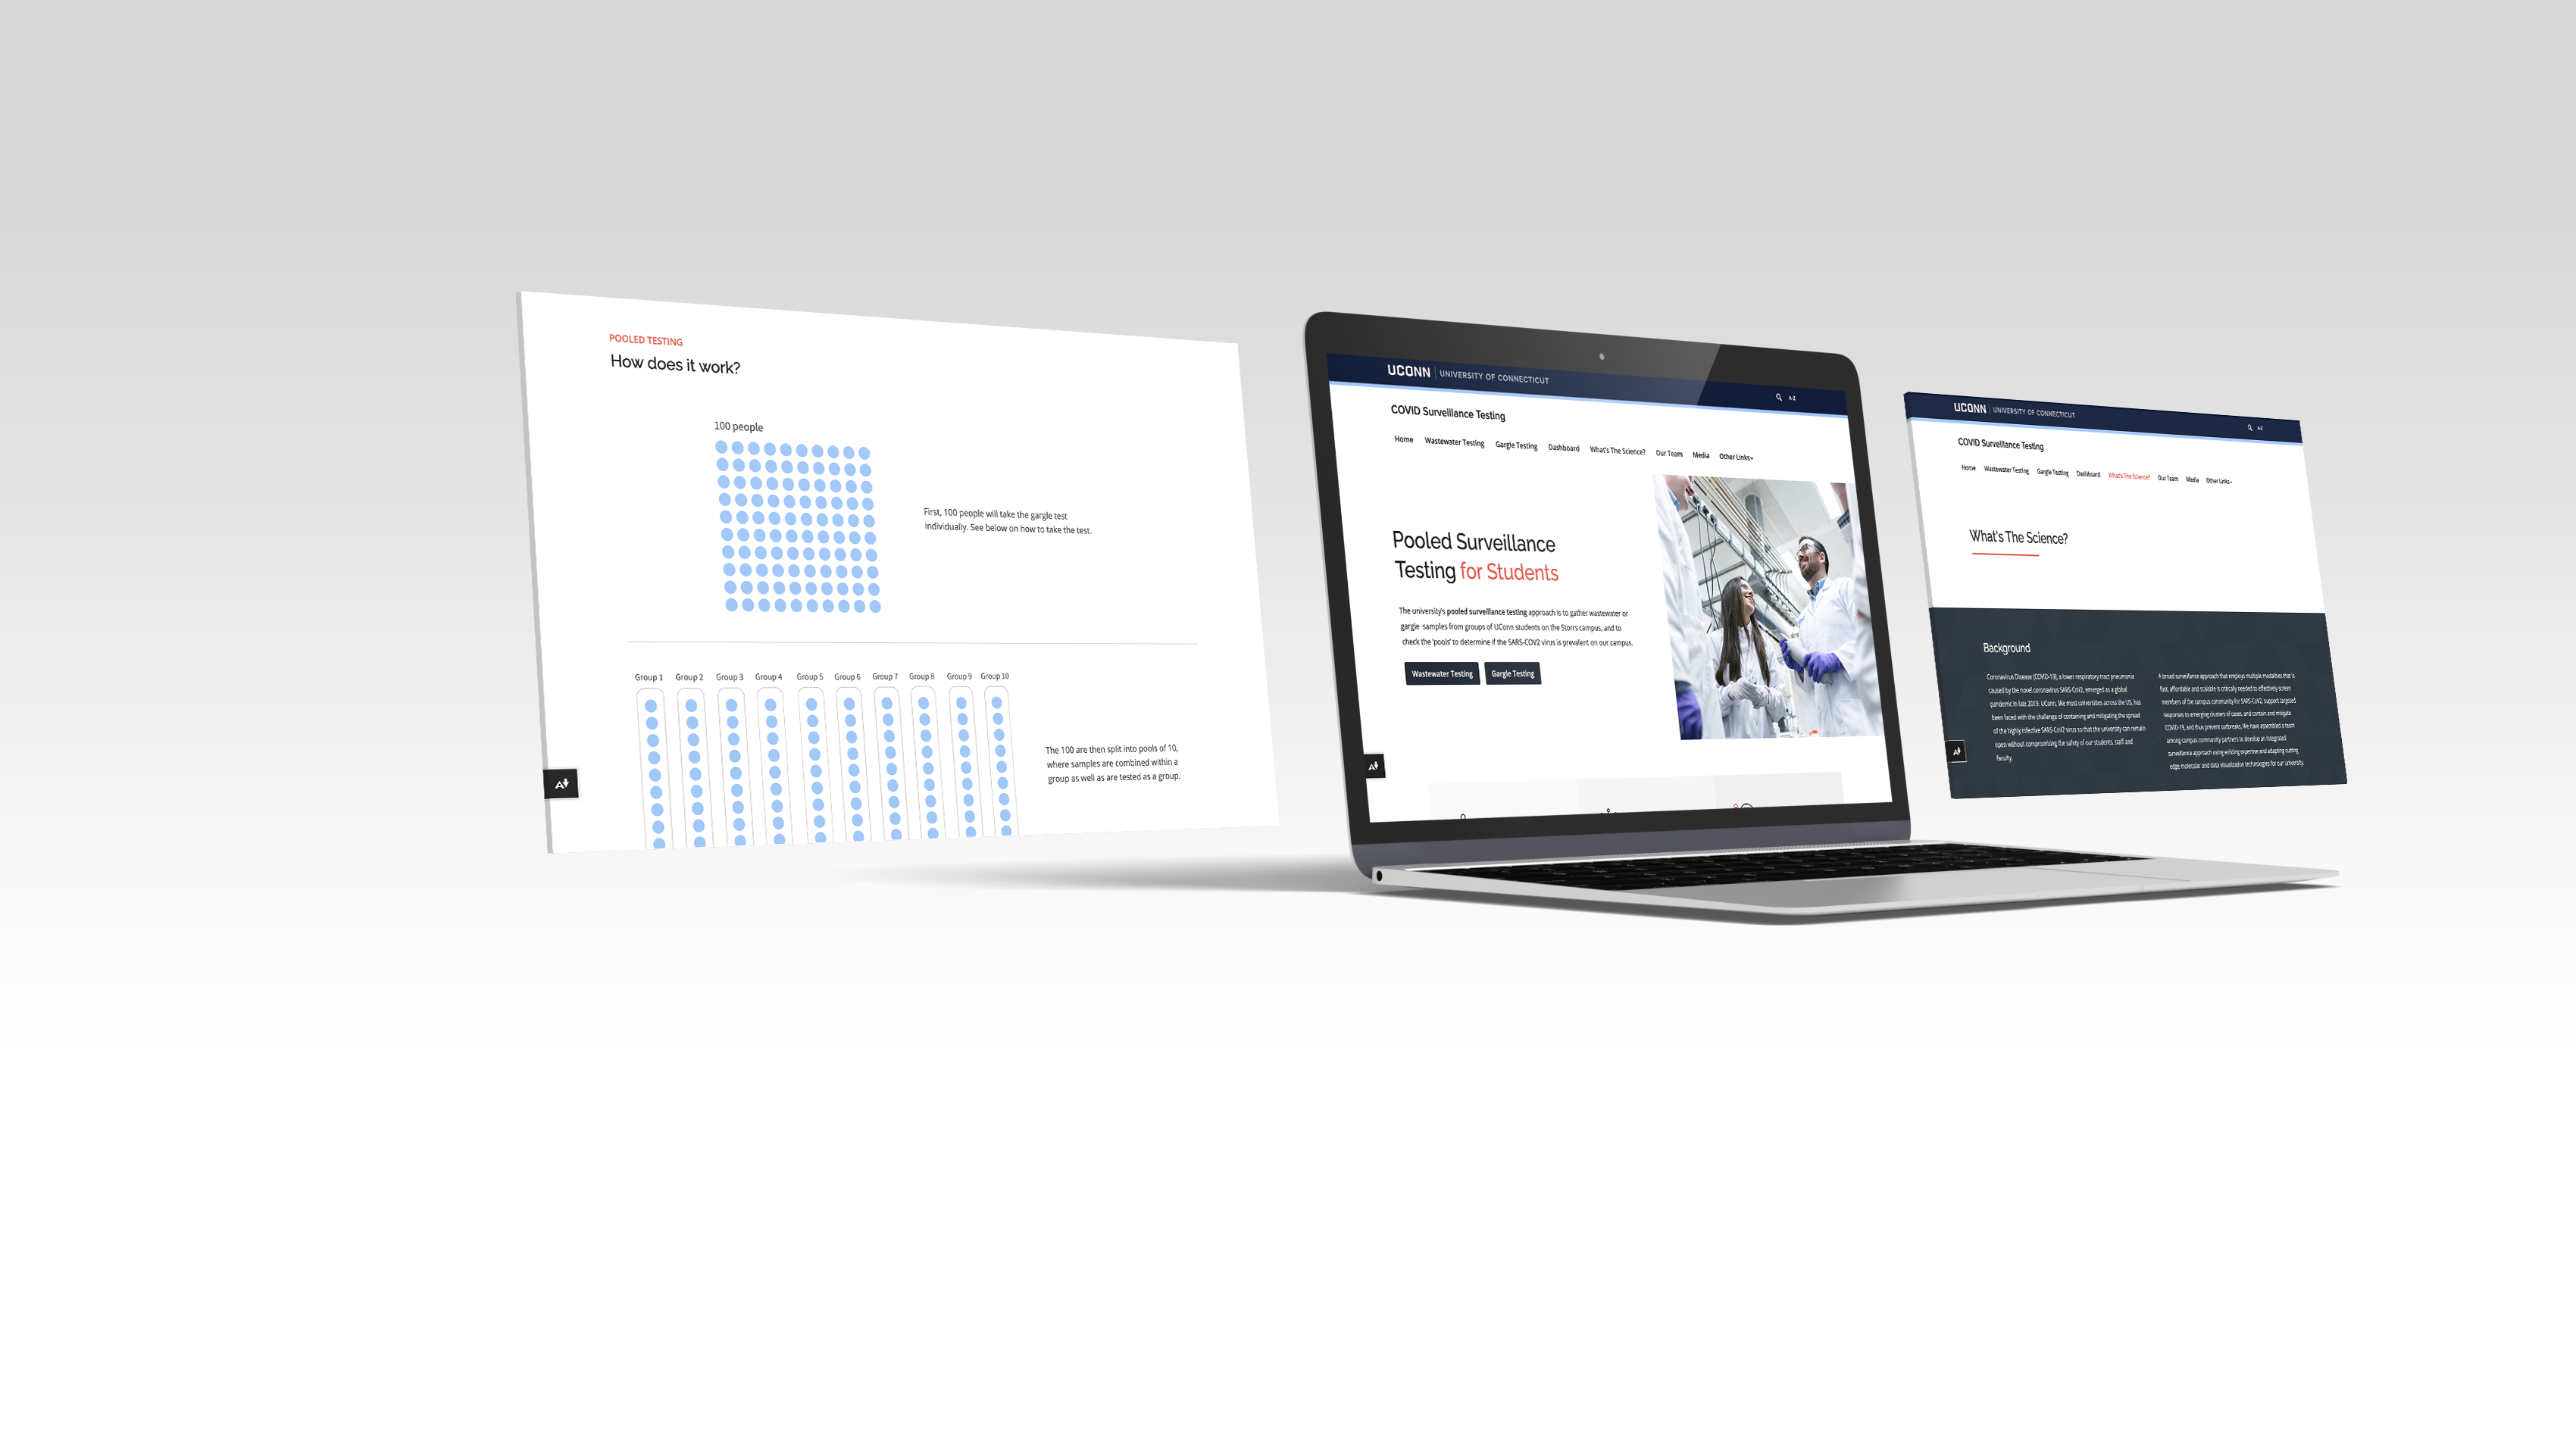 POOLED TESTING
How does it work?
100 people
First, 100 people will take the gargle test
individually. See below on how to take the test.
Group 1 Group 2 Group 3 Group 4 Group 5 Group 6 Group 7 Group 8 Group 9 Group 10
The 100 are then split into pools of 10,
where samples are combined within a
group as well as are tested as a group.
UCONN | UNIVERSITY OF CONNECTICUT
A-Z
COVID Surveillance Testing
Home Wastewater Testing Gargle Testing Dashboard What's The Science? Our Team Media Other Links
Pooled Surveillance
Testing for Students
The university's pooled surveillance testing approach is to gather wastewater or
gargle samples from groups of UConn students on the Storrs campus, and to
check the 'pools' to determine if the SARS-COV2 virus is prevalent on our campus.
Wastewater Testing Gargle Testing
UCONN | UNIVERSITY OF CONNECTICUT
A-Z
COVID Surveillance Testing
Home Wastewater Testing Gargle Testing Dashboard What's The Science? Our Team Media Other Links
What's The Science?
Background
Coronavirus Disease (COVID-19), a lower respiratory tract pneumonia
caused by the novel coronavirus SARS-CoV2, emerged as a global
pandemic in late 2019. UConn, like most universities across the US, has
been faced with the challenge of containing and mitigating the spread
of the highly infective SARS-CoV2 virus so that the university can remain
open without compromising the safety of our students, staff and
faculty.
A broad surveillance approach that employs multiple modalities that is
fast, affordable and scalable is critically needed to effectively screen
members of the campus community for SARS-CoV2, support targeted
responses to emerging clusters of cases, and contain and mitigate
COVID-19, and thus prevent outbreaks. We have assembled a team
among campus community partners to develop an integrated
surveillance approach using existing expertise and adapting cutting
edge molecular and data visualization technologies for our university.